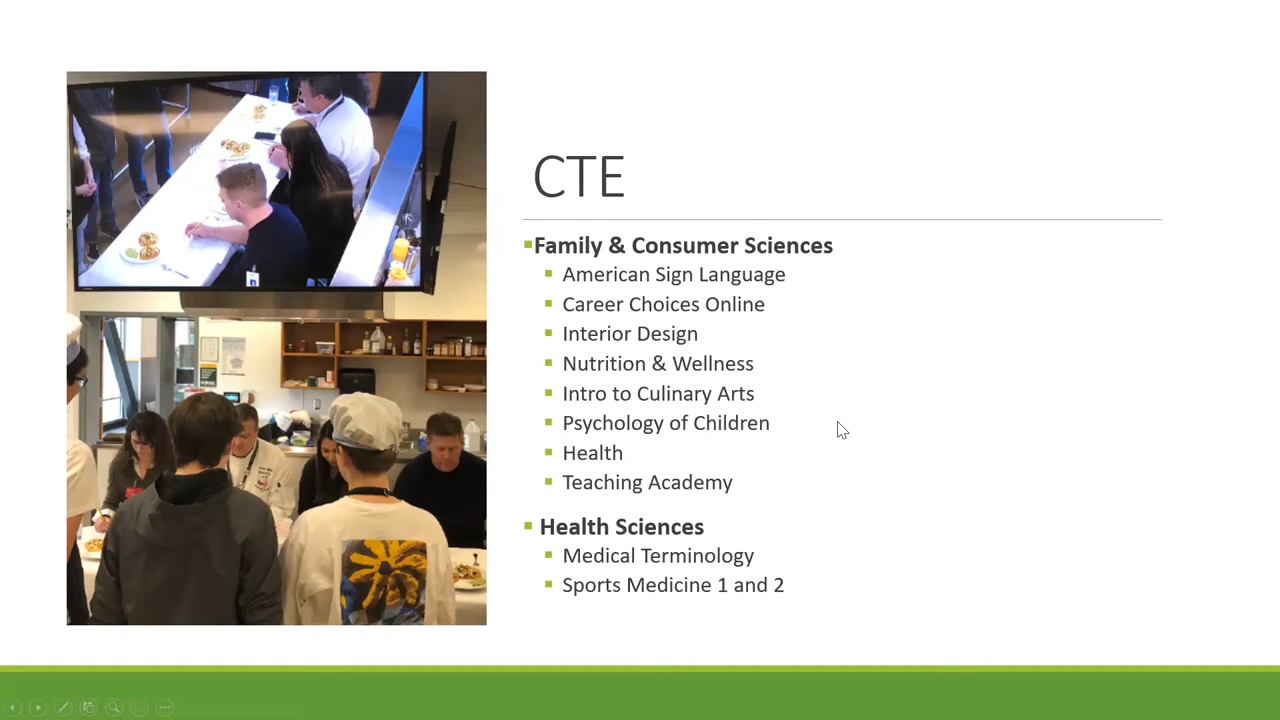 CTE
Family & Consumer Sciences
American Sign Language
Career Choices Online
Interior Design
Nutrition & Wellness
Intro to Culinary Arts
Psychology of Children
Health
Teaching Academy
Health Sciences
Medical Terminology
Sports Medicine 1 and 2